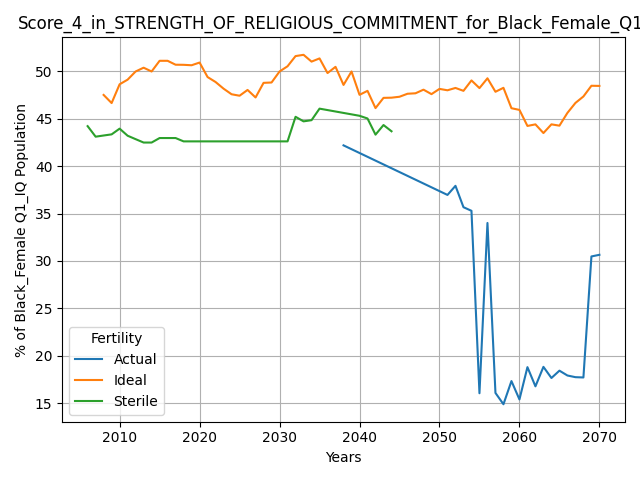 Score_4_in_STRENGTH_OF_RELIGIOUS_COMMITMENT_for_Black_Female_Q1
% of Black_Female Q1_IQ Population
50
45
40
35
30
25
20
15
Fertility
Actual
Ideal
Sterile
2010 2020 2030 2040 2050 2060 2070
Years